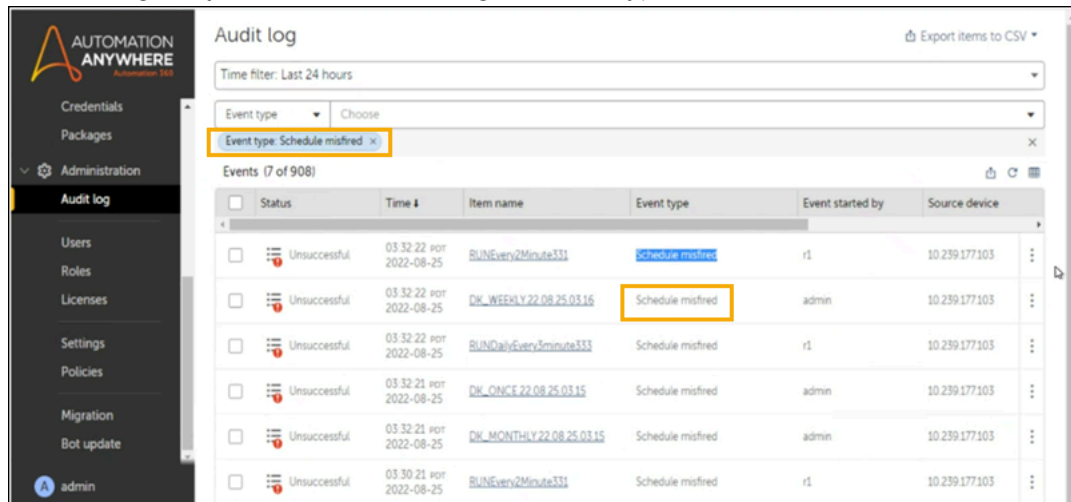 AUTOMATION
ANYWHERE
Automation 360
Credentials
Packages
Administration
Audit log
Users
Roles
Licenses
Settings
Policies
Migration
Bot update
A admin
Audit log
Export items to CSV
Time filter: Last 24 hours
Event type Choose
Event type: Schedule misfired ×
Events (7 of 908)
Status Time Item name Event type Event started by Source device
Unsuccessful 03:32:22 PDT 2022-08-25 RUNEvery2Minute331 Schedule misfired r1 10.239.177.103
Unsuccessful 03:32:22 PDT 2022-08-25 DK_WEEKLY.22.08.25.03.16 Schedule misfired admin 10.239.177.103
Unsuccessful 03:32:22 PDT 2022-08-25 RUNDailyEvery3minute333 Schedule misfired r1 10.239.177.103
Unsuccessful 03:32:21 PDT 2022-08-25 DK_ONCE.22.08.25.03.15 Schedule misfired admin 10.239.177.103
Unsuccessful 03:32:21 PDT 2022-08-25 DK_MONTHLY.22.08.25.03.15 Schedule misfired admin 10.239.177.103
Unsuccessful 03:30:21 PDT 2022-08-25 RUNEvery2Minute331 Schedule misfired r1 10.239.177.103